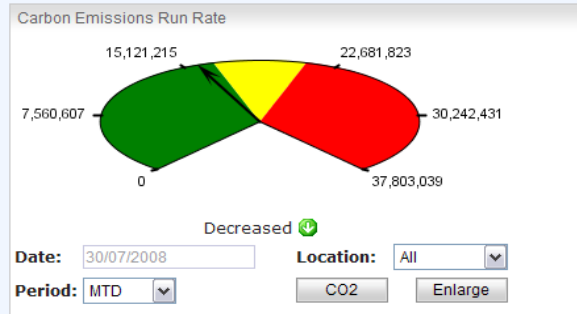 Carbon Emissions Run Rate
15,121,215 22,681,823
7,560,607 30,242,431
0 37,803,039
Decreased
Date: 30/07/2008 Location: All
Period: MTD CO2 Enlarge